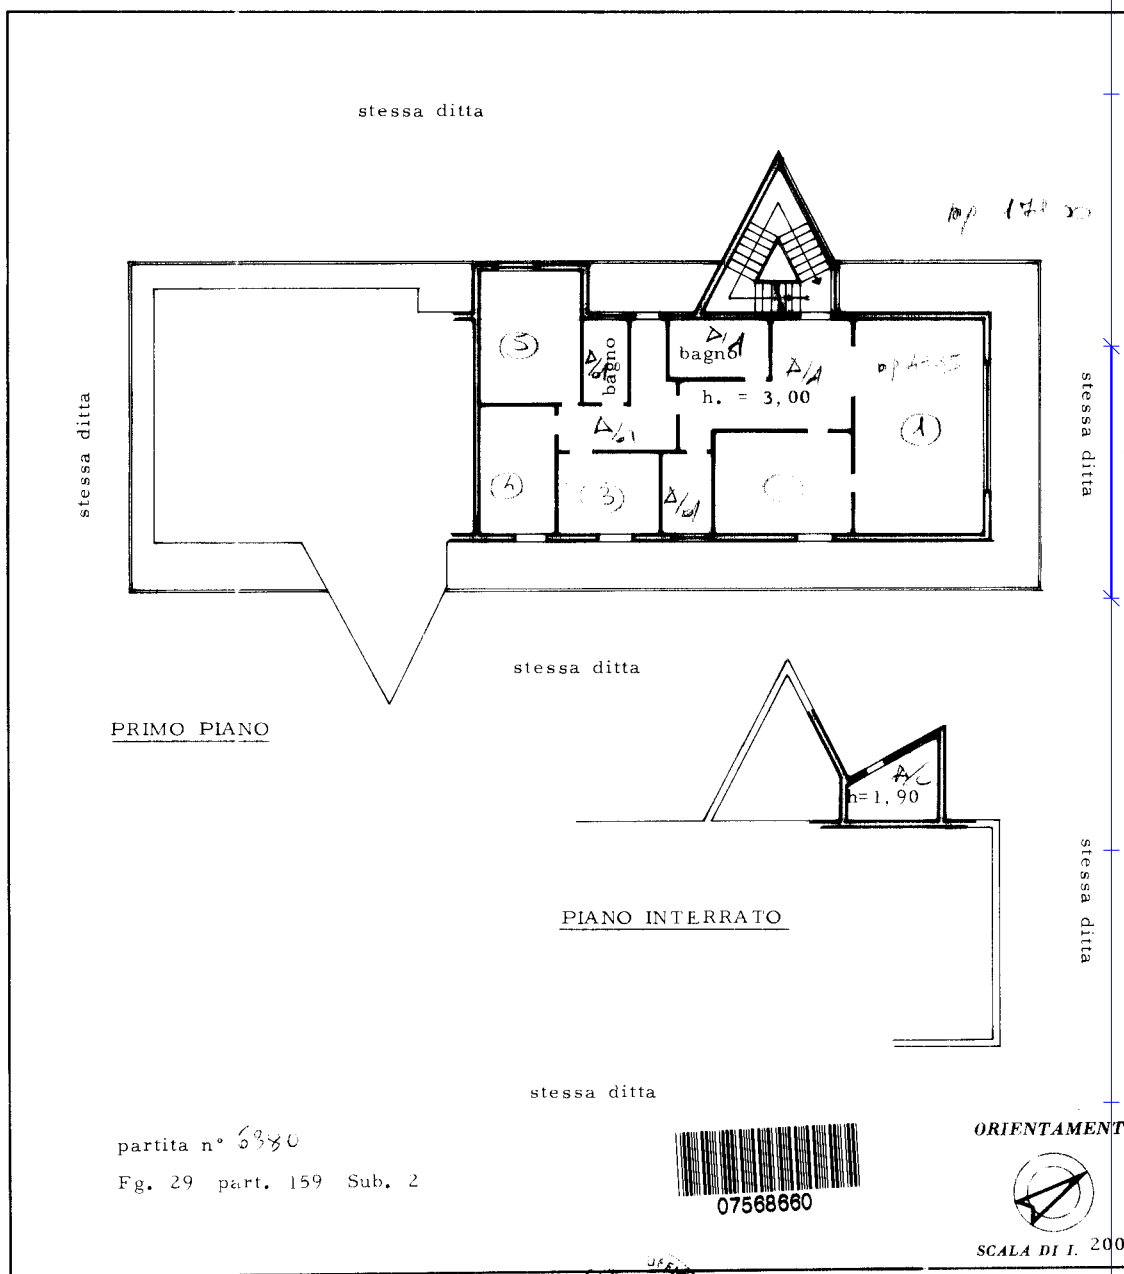 stessa ditta
5
bagno
bagno
h. = 3,00
1
4
3
stessa ditta
stessa ditta
stessa ditta
PRIMO PIANO
h=1,90
PIANO INTERRATO
stessa ditta
stessa ditta
partita n° 6380
Fg. 29 part. 159 Sub. 2
07568660
ORIENTAMENT
SCALA DI 1. 200